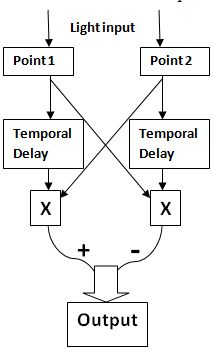 Light input
Point 1 Point 2
Temporal Temporal
Delay Delay
X X
+ -
Output